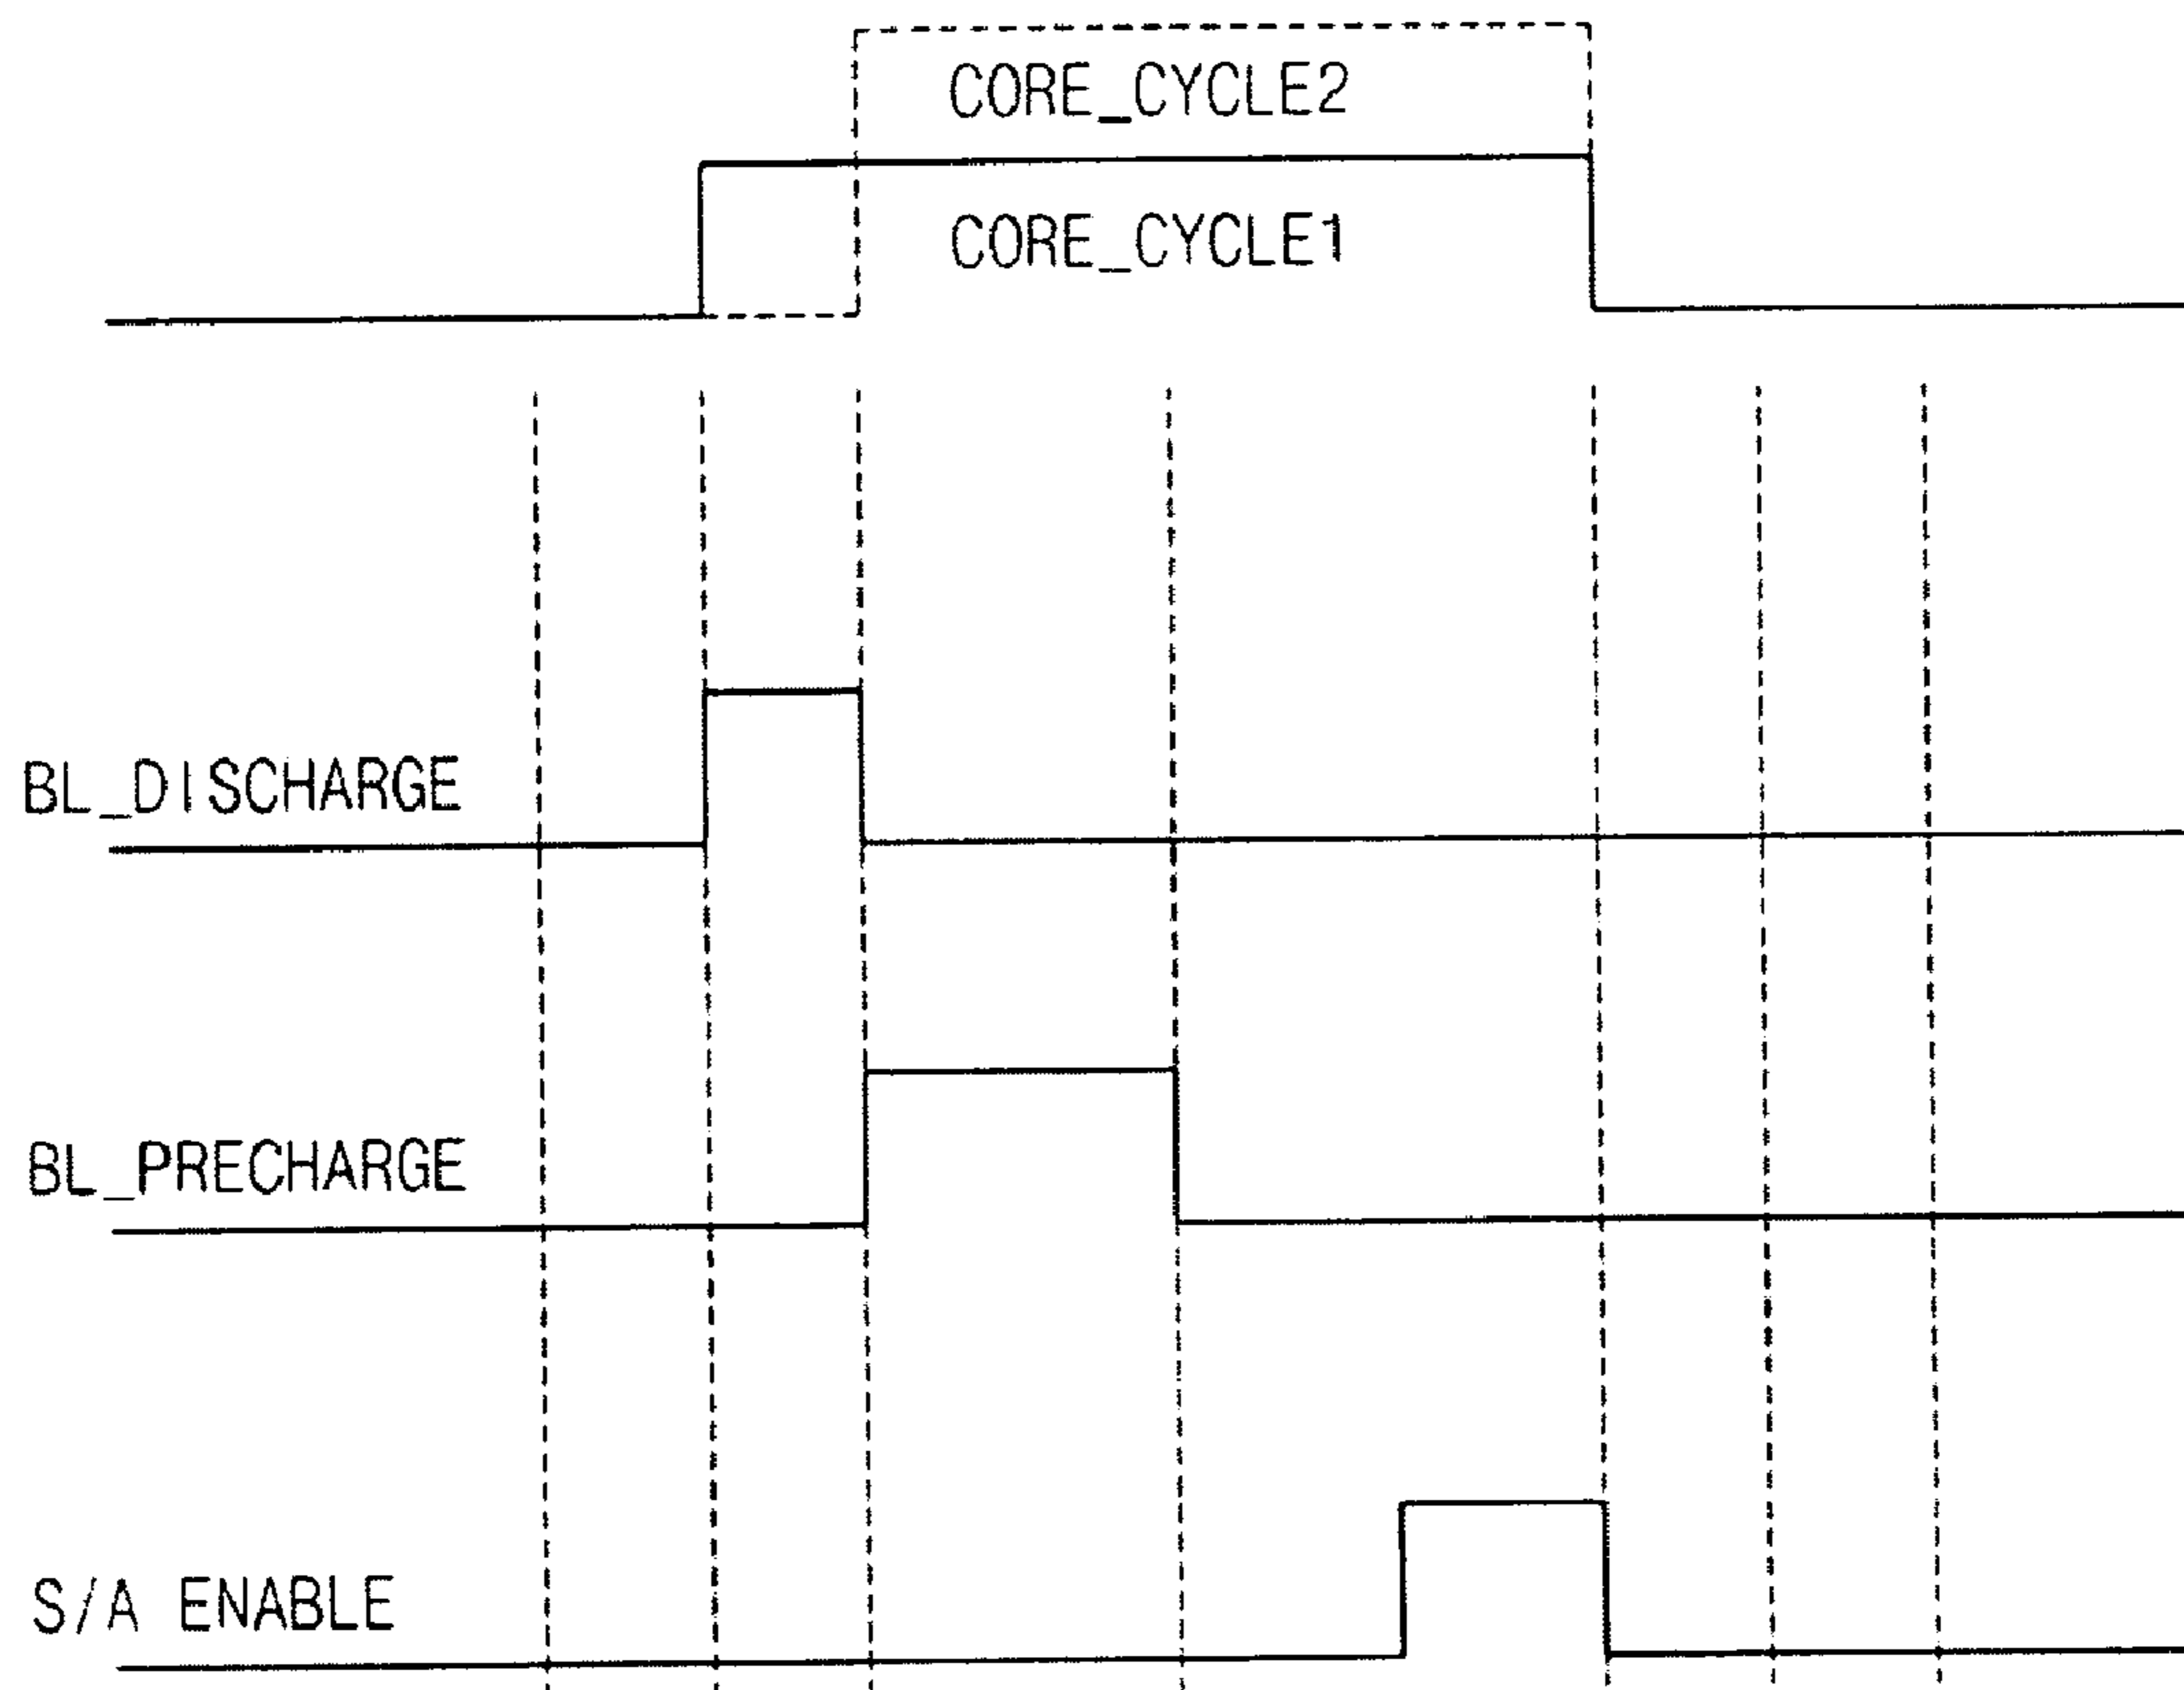 CORE_CYCLE2
CORE_CYCLE1
BL_DISCHARGE
BL_PRECHARGE
S/A ENABLE